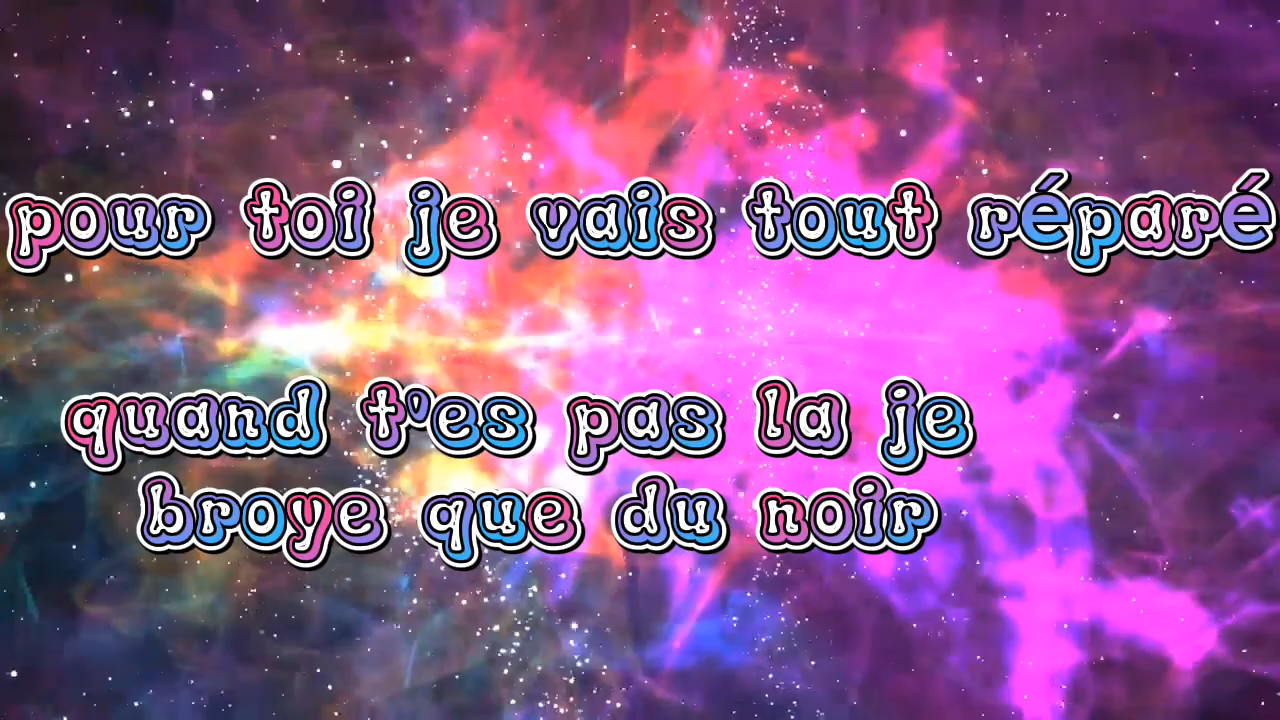 pour toi je vais tout réparé
quand t'es pas la je
broye que du noir